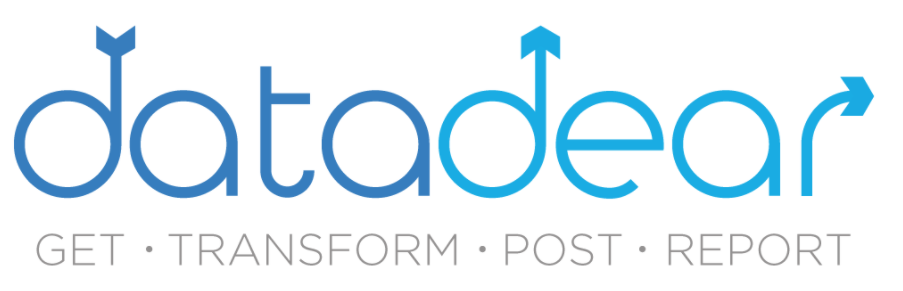 datadear
GET · TRANSFORM · POST · REPORT